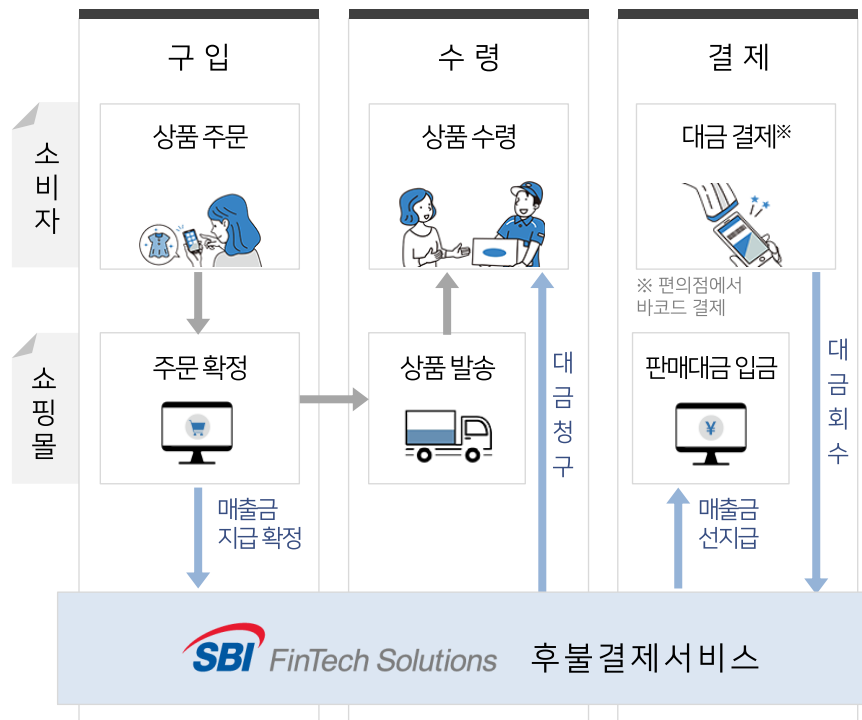 구 입
수 령
결 제
소비자
상품 주문
상품 수령
대금 결제※
※ 편의점에서
바코드 결제
쇼핑몰
주문 확정
상품 발송
대금청구
판매대금 입금
¥
대금회수
매출금
지급 확정
매출금
선지급
SBI FinTech Solutions 후불결제서비스